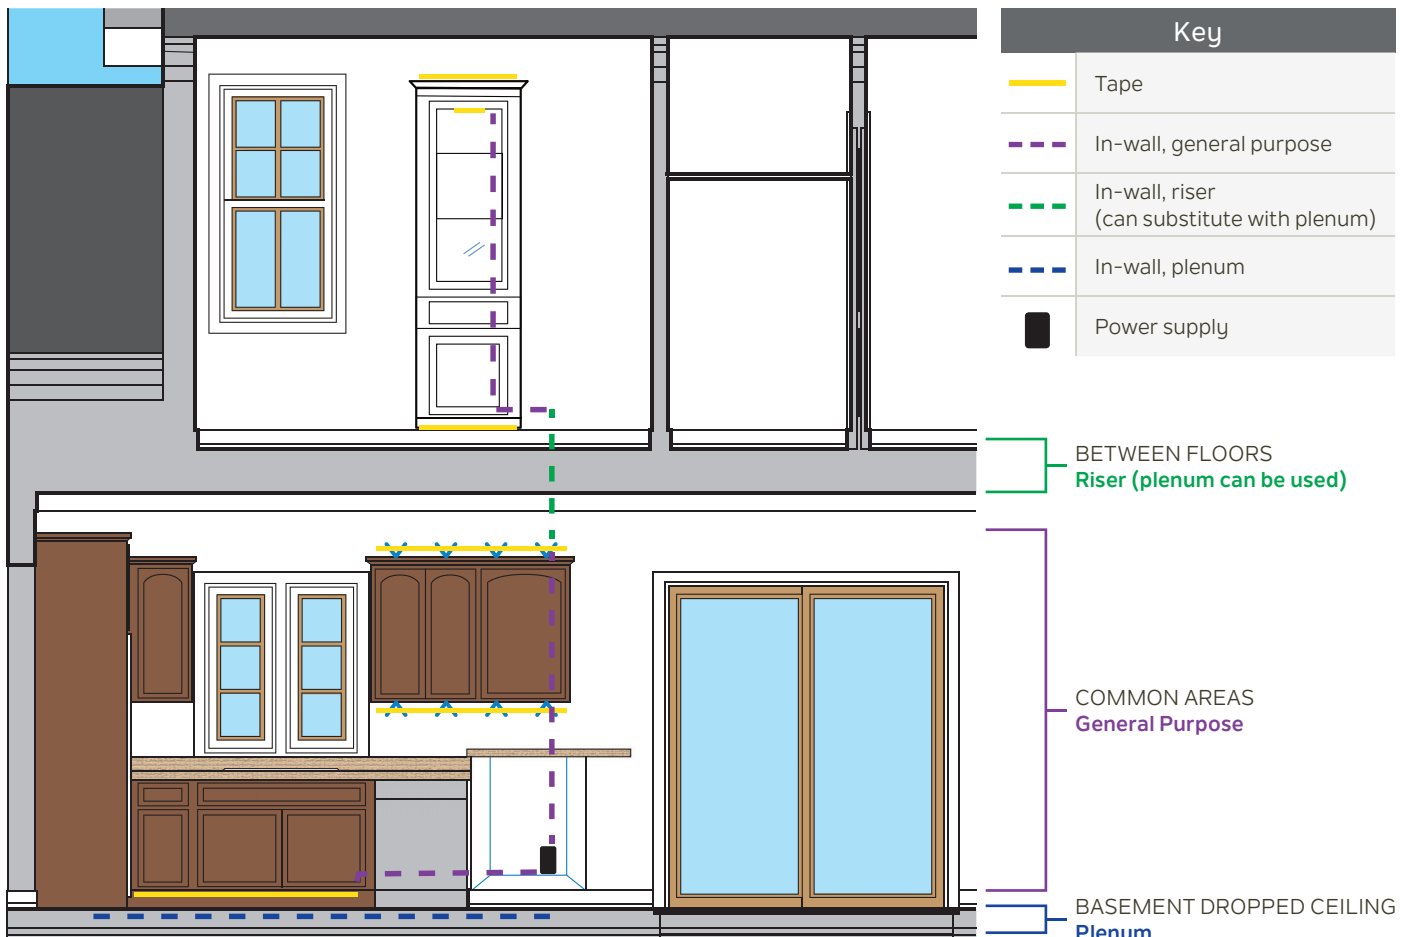 Key
Tape
In-wall, general purpose
In-wall, riser
(can substitute with plenum)
In-wall, plenum
Power supply
BETWEEN FLOORS
Riser (plenum can be used)
COMMON AREAS
General Purpose
BASEMENT DROPPED CEILING
Plenum